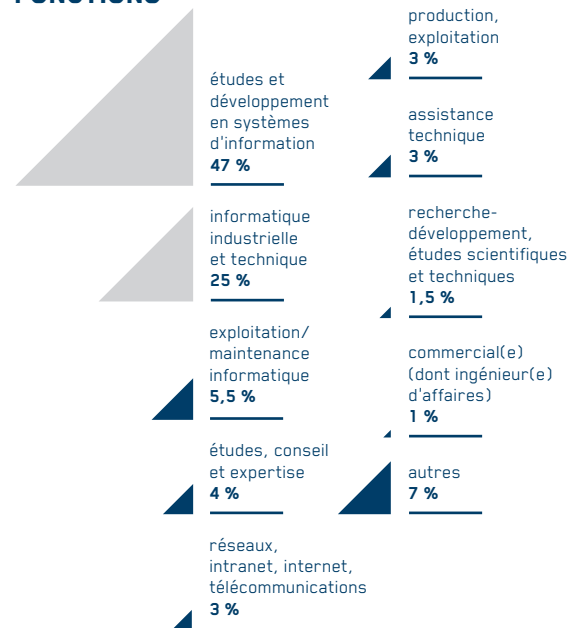 études et
développement
en systèmes
d'information
47 %
informatique
industrielle
et technique
25 %
exploitation/
maintenance
informatique
5,5 %
études, conseil
et expertise
4 %
réseaux,
intranet, internet,
télécommunications
3 %
production,
exploitation
3 %
assistance
technique
3 %
recherche-
développement,
études scientifiques
et techniques
1,5 %
commercial(e)
(dont ingénieur(e)
d'affaires)
1 %
autres
7 %